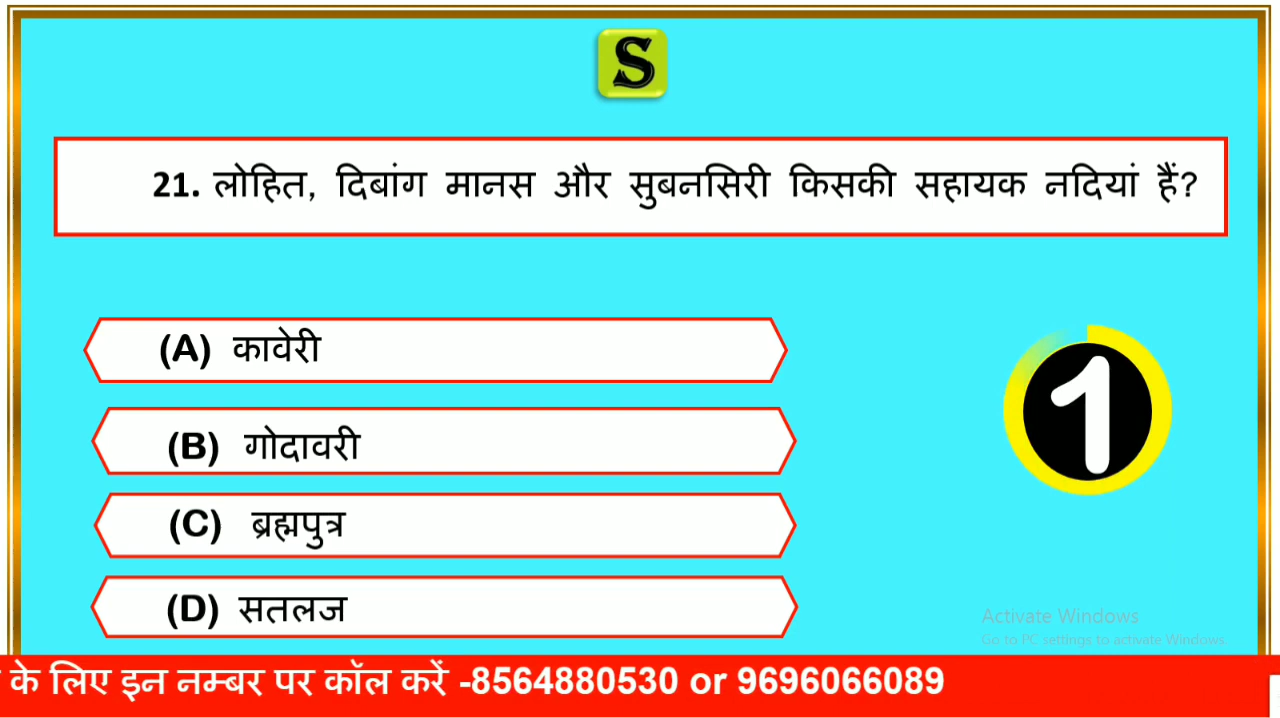 S
21. लोहित, दिबांग मानस और सुबनसिरी किसकी सहायक नदियां हैं?
(A) कावेरी
(B) गोदावरी
(C) ब्रह्मपुत्र
(D) सतलज
1
Activate Windows
Go to PC settings to activate Windows
के लिए इन नम्बर पर कॉल करें -8564880530 or 9696066089